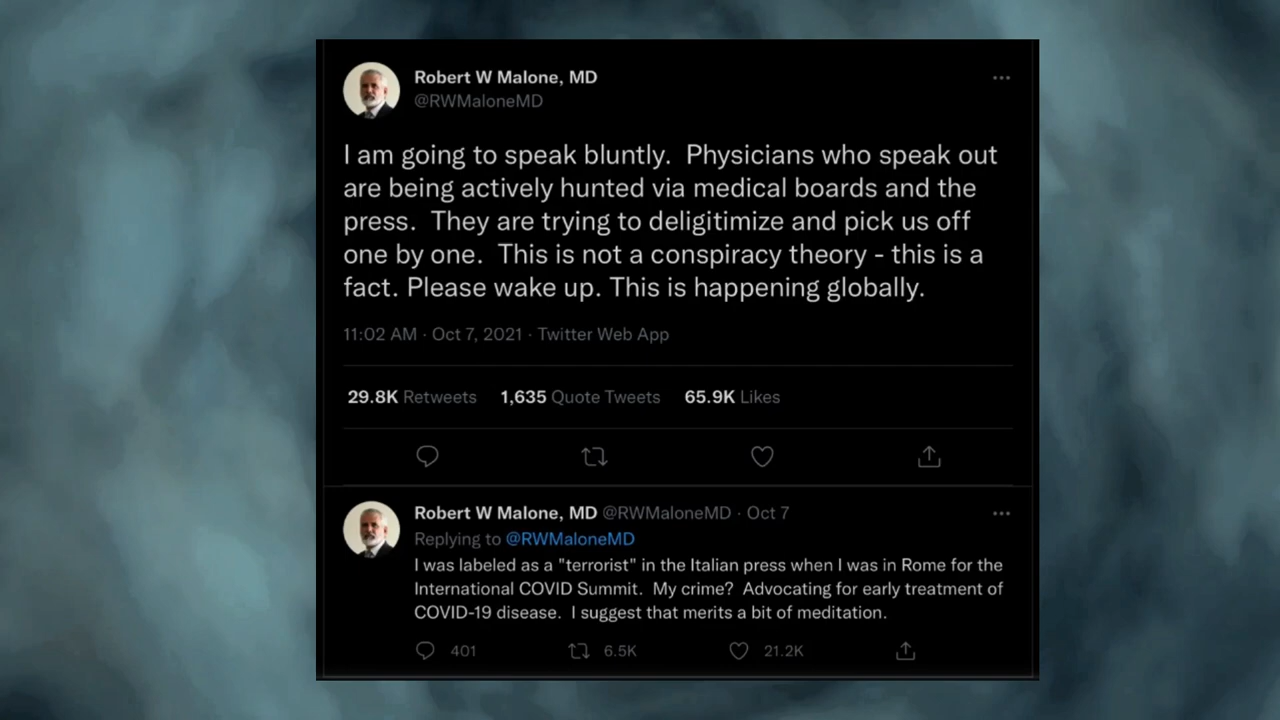 Robert W Malone, MD
@RWMaloneMD
I am going to speak bluntly.  Physicians who speak out
are being actively hunted via medical boards and the
press.  They are trying to deligitimize and pick us off
one by one.  This is not a conspiracy theory - this is a
fact. Please wake up. This is happening globally.
11:02 AM · Oct 7, 2021 · Twitter Web App
29.8K Retweets 1,635 Quote Tweets 65.9K Likes
Robert W Malone, MD @RWMaloneMD · Oct 7
Replying to @RWMaloneMD
I was labeled as a "terrorist" in the Italian press when I was in Rome for the
International COVID Summit.  My crime?  Advocating for early treatment of
COVID-19 disease.  I suggest that merits a bit of meditation.
401 6.5K 21.2K